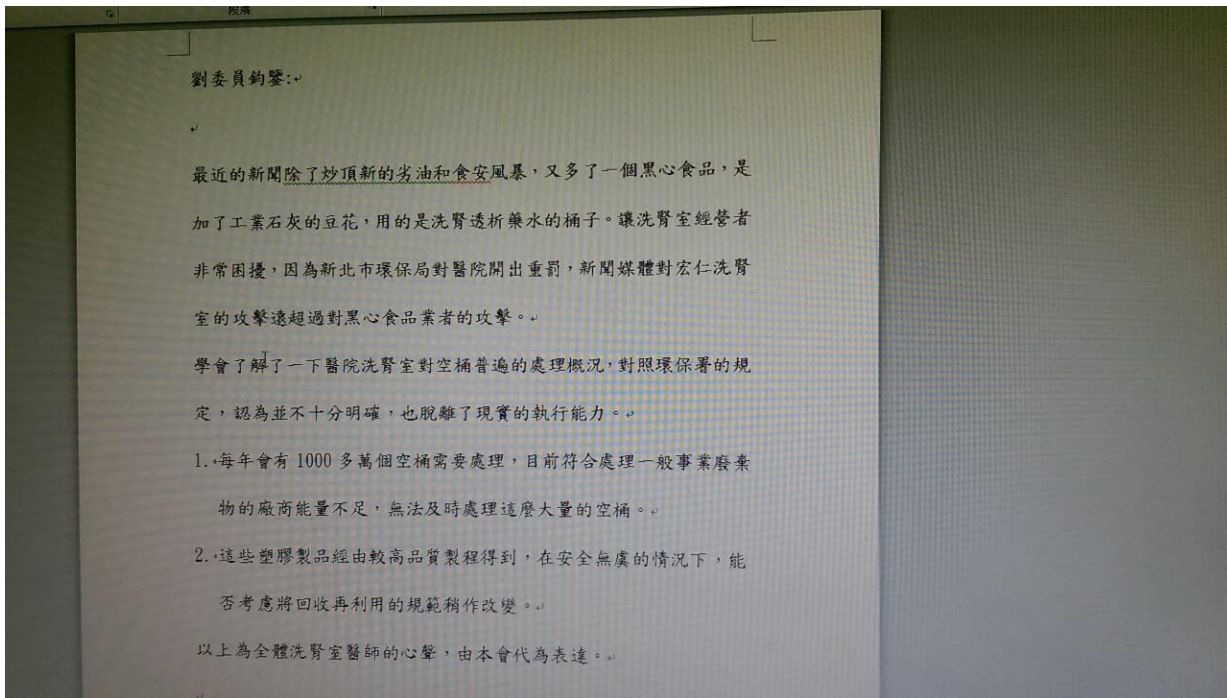 段落
劉委員鈞鑒:
最近的新聞除了炒頂新的劣油和食安風暴，又多了一個黑心食品，是
加了工業石灰的豆花，用的是洗腎透析藥水的桶子。讓洗腎室經營者
非常困擾，因為新北市環保局對醫院開出重罰，新聞媒體對宏仁洗腎
室的攻擊遠超過對黑心食品業者的攻擊。
學會了解了一下醫院洗腎室對空桶普遍的處理概況，對照環保署的規
定，認為並不十分明確，也脫離了現實的執行能力。
1. 每年會有 1000 多萬個空桶需要處理，目前符合處理一般事業廢棄
物的廠商能量不足，無法及時處理這麼大量的空桶。
2. 這些塑膠製品經由較高品質製程得到，在安全無虞的情況下，能
否考慮將回收再利用的規範稍作改變。
以上為全體洗腎室醫師的心聲，由本會代為表達。